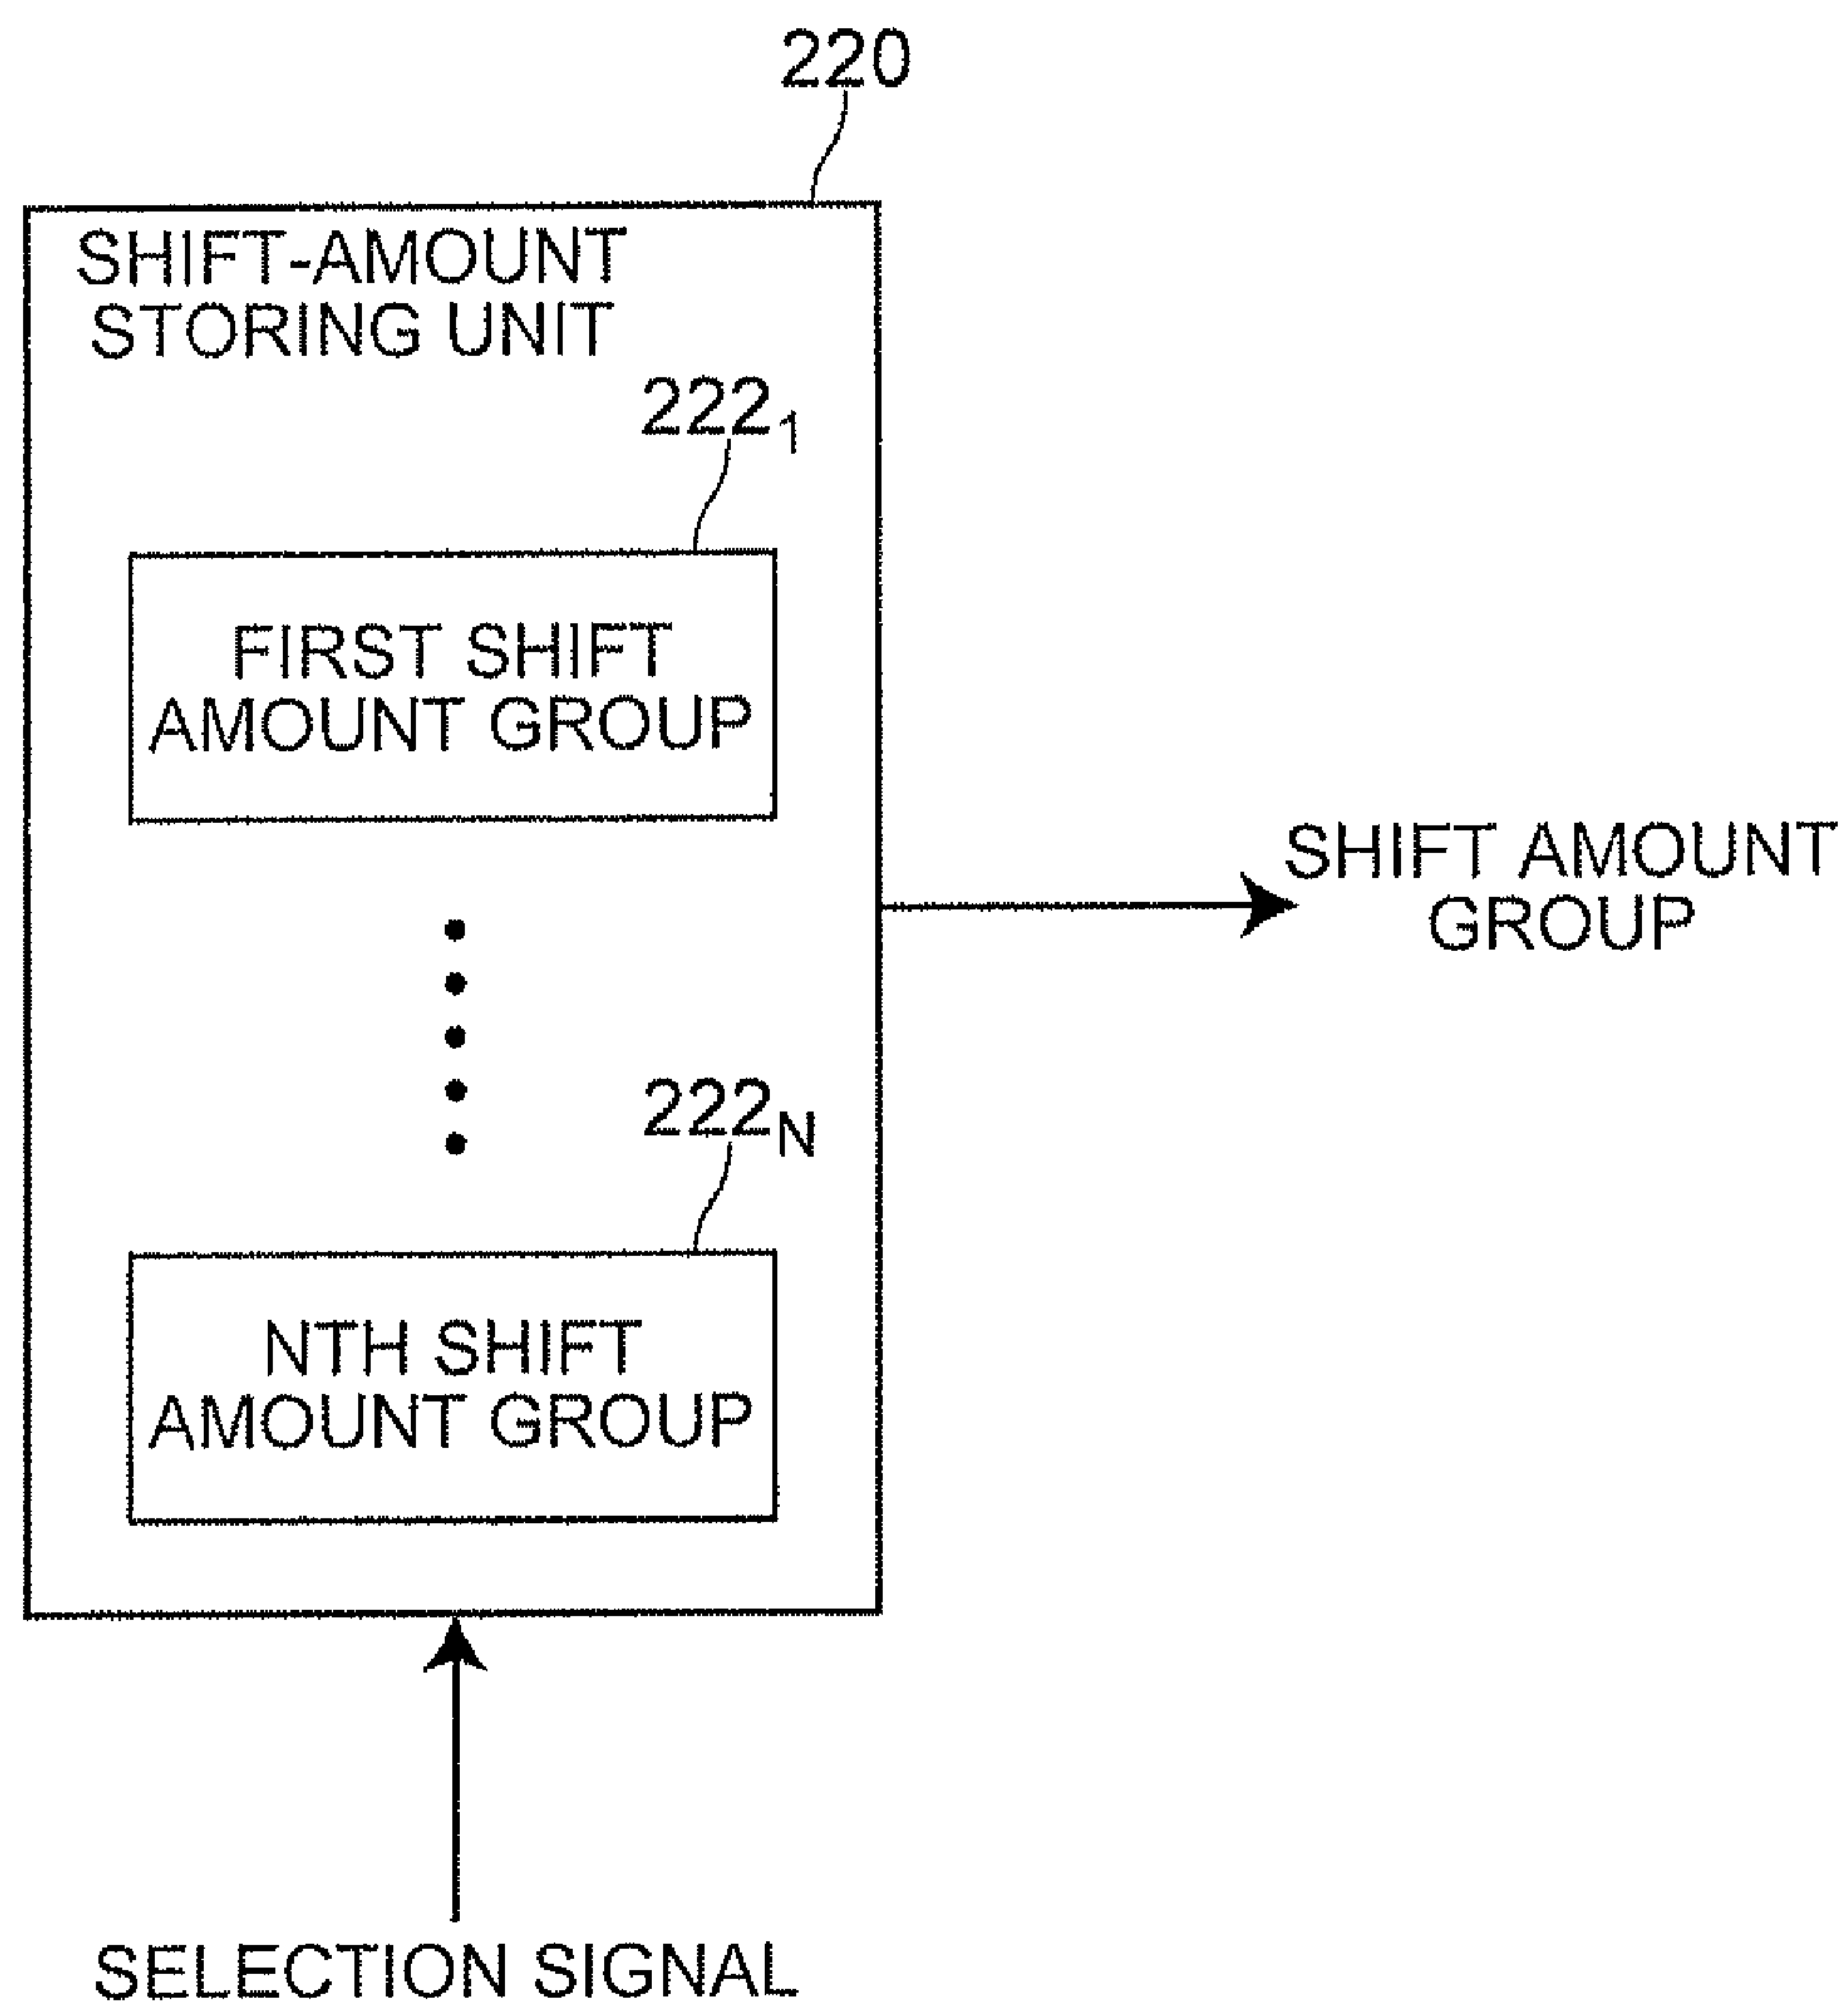 220
SHIFT-AMOUNT
STORING UNIT
222₁
FIRST SHIFT
AMOUNT GROUP
SHIFT AMOUNT
GROUP
222N
NTH SHIFT
AMOUNT GROUP
SELECTION SIGNAL